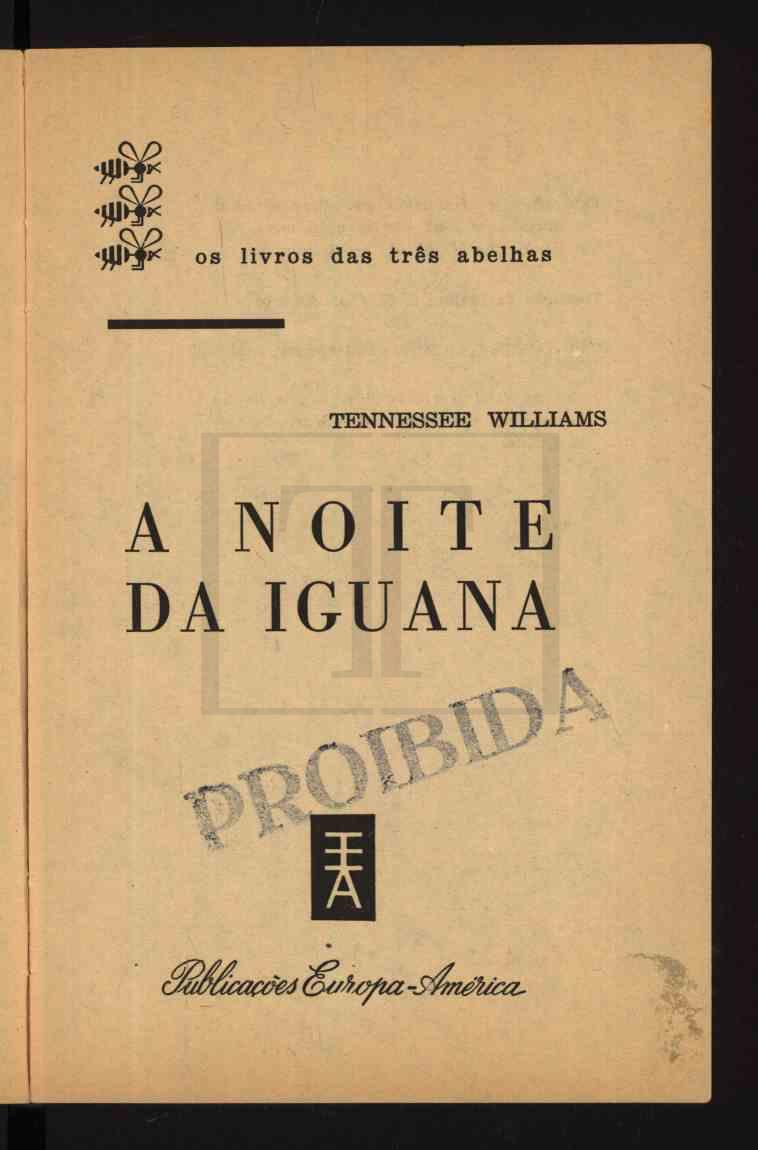 os livros das três abelhas
TENNESSEE WILLIAMS
A NOITE
DA IGUANA
PROIBIDA
Publicações Europa-América